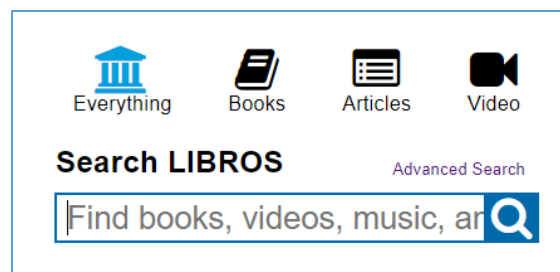 Everything Books Articles Video
Search LIBROS Advanced Search
Find books, videos, music, ar